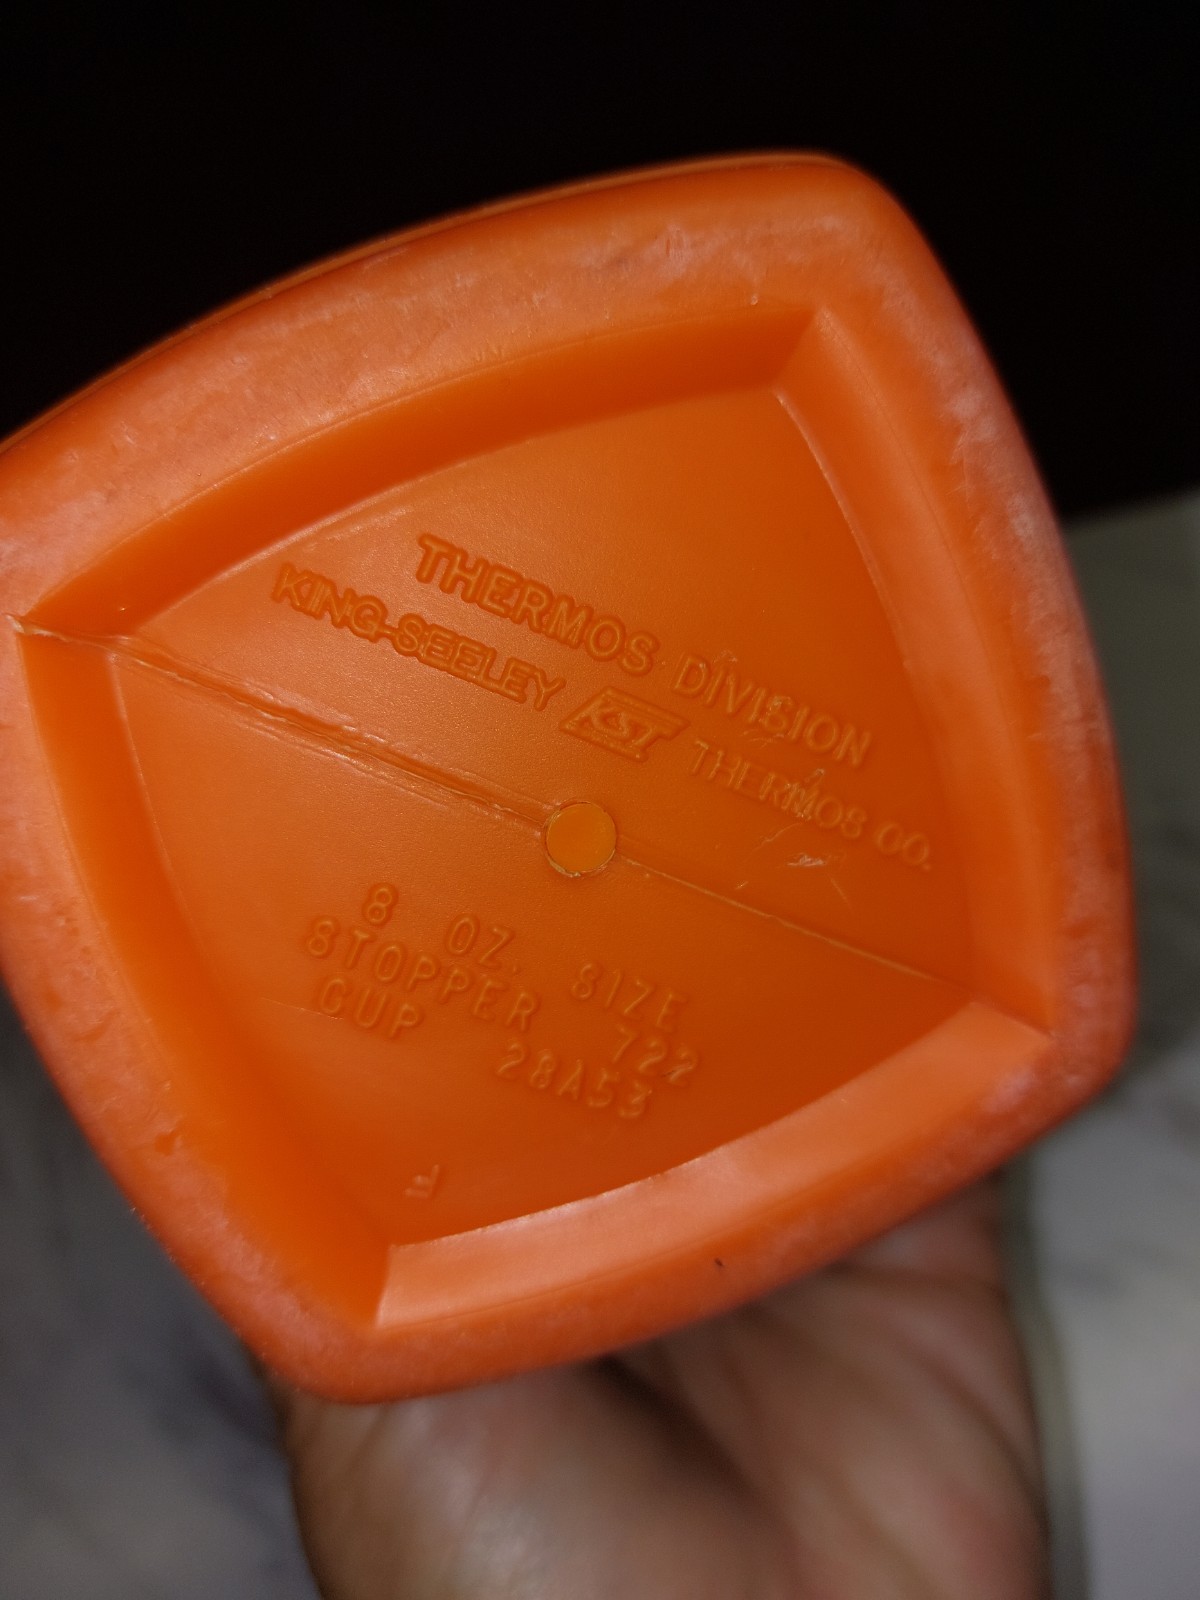 THERMOS DIVISION
KING-SEELEY KST THERMOS CO.
8 OZ. SIZE
STOPPER 722
CUP 28A53
F